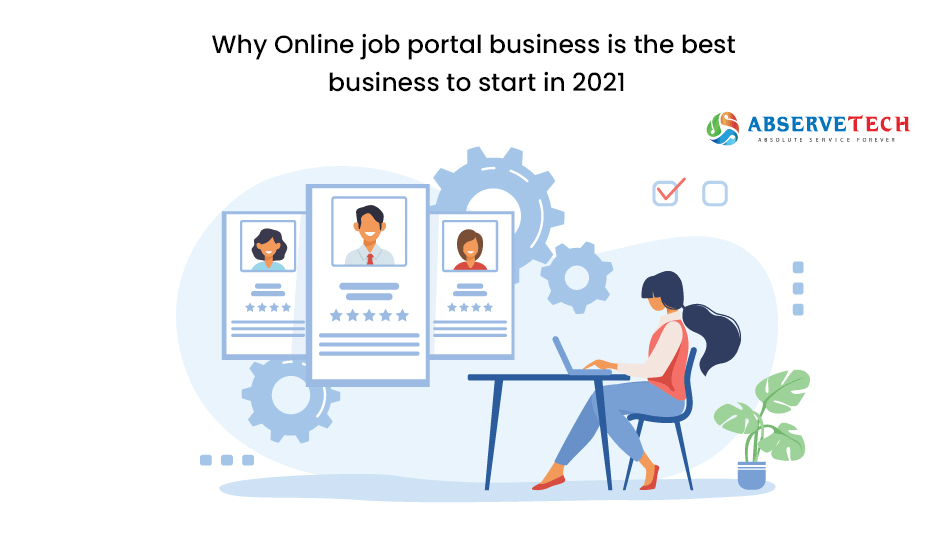 Why Online job portal business is the best
business to start in 2021
ABSERVETECH
ABSOLUTE SERVICE FOREVER